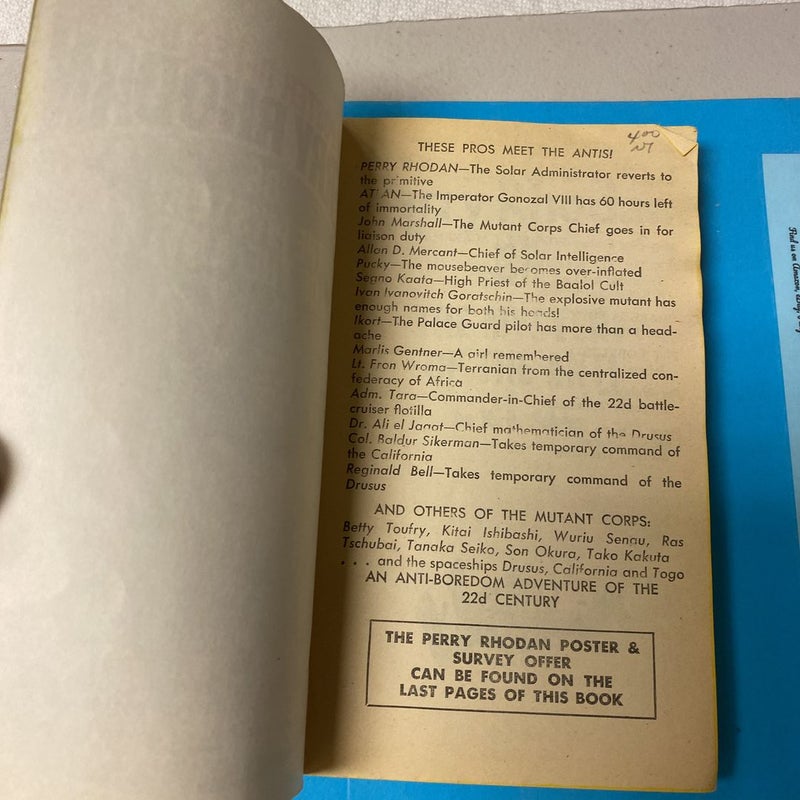 4.00
THESE PROS MEET THE ANTIS!
PERRY RHODAN—The Solar Administrator reverts to
the primitive
AT AN—The Imperator Gonozal VIII has 60 hours left
of immortality
John Marshall—The Mutant Corps Chief goes in for
liaison duty
Allan D. Mercant—Chief of Solar Intelligence
Pucky—The mousebeaver becomes over-inflated
Segno Kaata—High Priest of the Baalol Cult
Ivan Ivanovitch Goratschin—The explosive mutant has
enough names for both his heads!
Ikort—The Palace Guard pilot has more than a head-
ache
Marlis Gentner—A girl remembered
Lt. Fron Wroma—Terranian from the centralized con-
federacy of Africa
Adm. Tara—Commander-in-Chief of the 22d battle-
cruiser flotilla
Dr. Ali el Jagat—Chief mathematician of the Drusus
Col. Baldur Sikerman—Takes temporary command of
the California
Reginald Bell—Takes temporary command of the
Drusus
AND OTHERS OF THE MUTANT CORPS:
Betty Toufry, Kitai Ishibashi, Wuriu Sengu, Ras
Tschubai, Tanaka Seiko, Son Okura, Tako Kakuta
. . . and the spaceships Drusus, California and Togo
AN ANTI-BOREDOM ADVENTURE OF THE
22d CENTURY
THE PERRY RHODAN POSTER &
SURVEY OFFER
CAN BE FOUND ON THE
LAST PAGES OF THIS BOOK
Find us on Amazon,